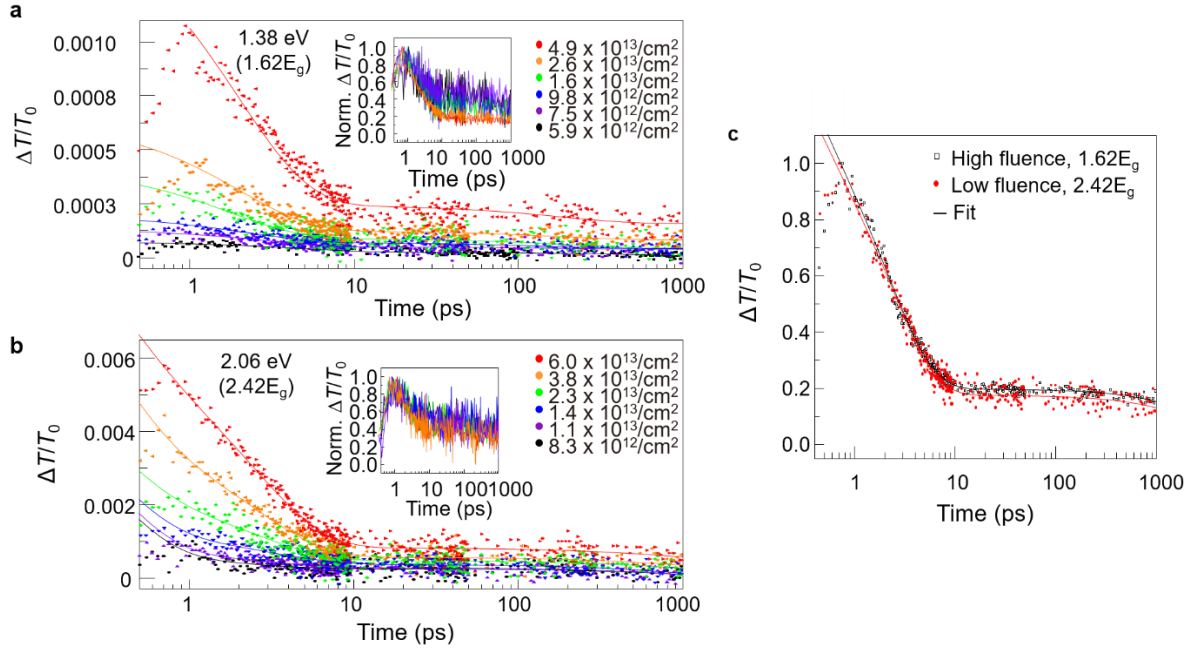 a
ΔT/T0
0.0010
0.0008
0.0005
0.0003
0
1.38 eV
(1.62Eg)
Norm. ΔT/T0
1.0
0.8
0.6
0.4
0.2
0.0
1 10 100 1000
Time (ps)
4.9 x 10^13/cm^2
2.6 x 10^13/cm^2
1.6 x 10^13/cm^2
9.8 x 10^12/cm^2
7.5 x 10^12/cm^2
5.9 x 10^12/cm^2
1 10 100 1000
Time (ps)
b
ΔT/T0
0.006
0.004
0.002
0
2.06 eV
(2.42Eg)
Norm. ΔT/T0
1.0
0.8
0.6
0.4
0.2
0.0
1 10 1001000
Time (ps)
6.0 x 10^13/cm^2
3.8 x 10^13/cm^2
2.3 x 10^13/cm^2
1.4 x 10^13/cm^2
1.1 x 10^13/cm^2
8.3 x 10^12/cm^2
1 10 100 1000
Time (ps)
c
ΔT/T0
1.0
0.8
0.6
0.4
0.2
0.0
High fluence, 1.62Eg
Low fluence, 2.42Eg
Fit
1 10 100 1000
Time (ps)